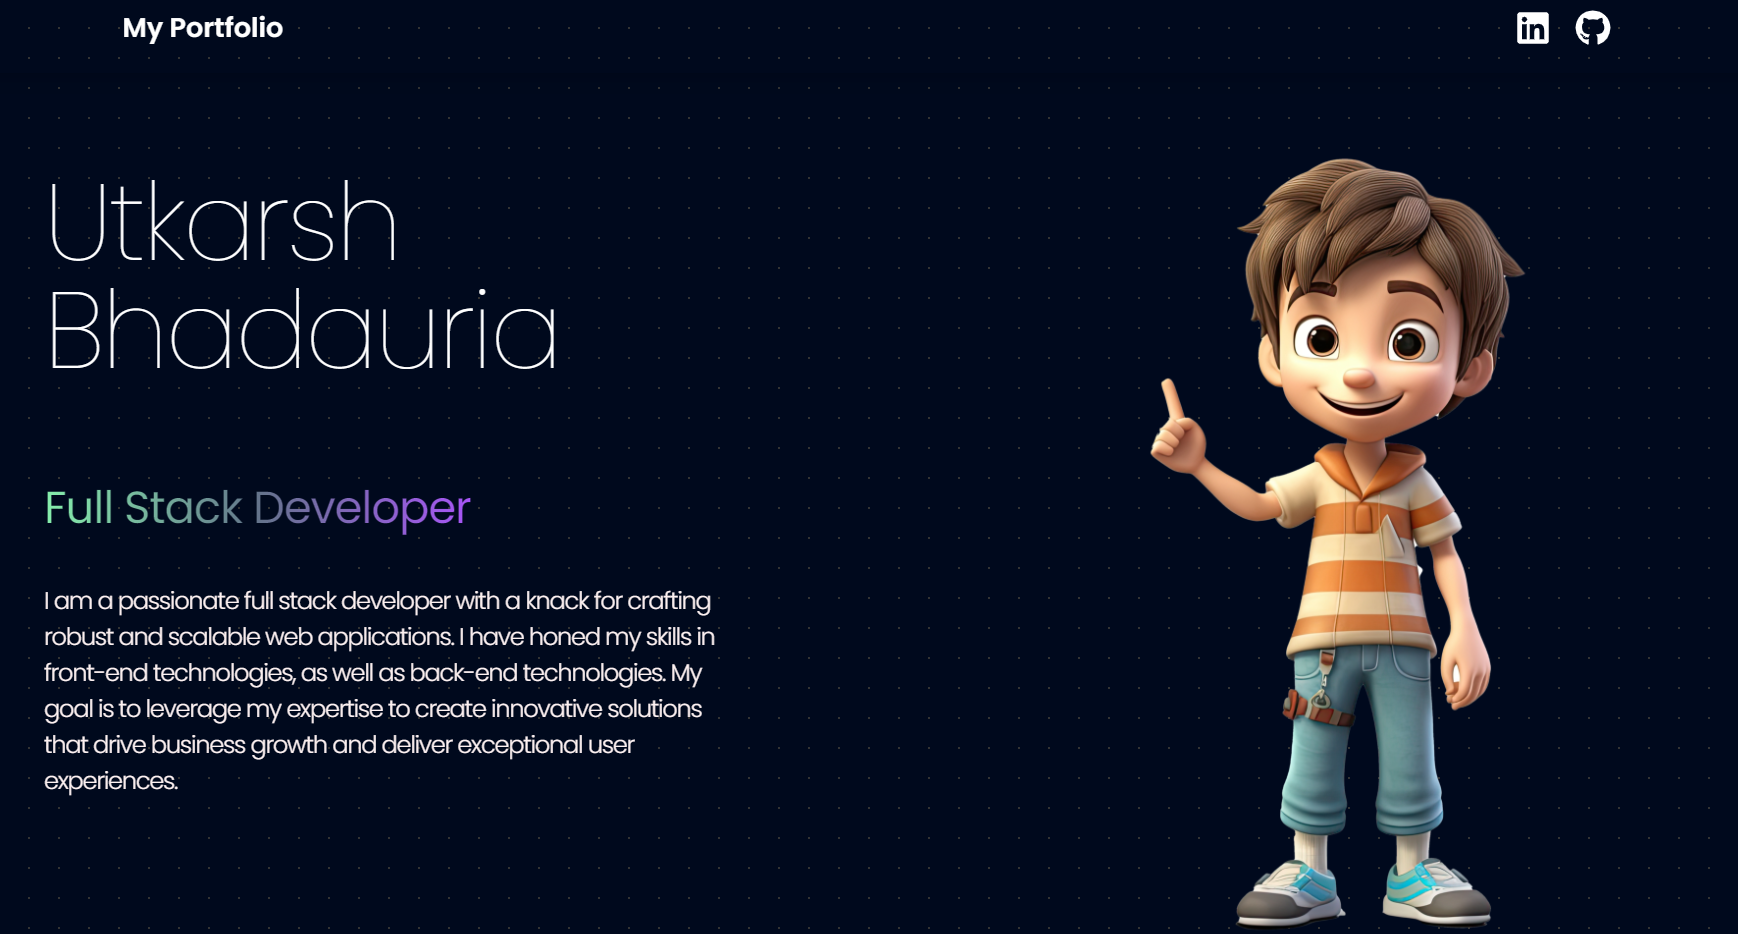 My Portfolio
in
Utkarsh
Bhadauria
Full Stack Developer
I am a passionate full stack developer with a knack for crafting
robust and scalable web applications. I have honed my skills in
front-end technologies, as well as back-end technologies. My
goal is to leverage my expertise to create innovative solutions
that drive business growth and deliver exceptional user
experiences.